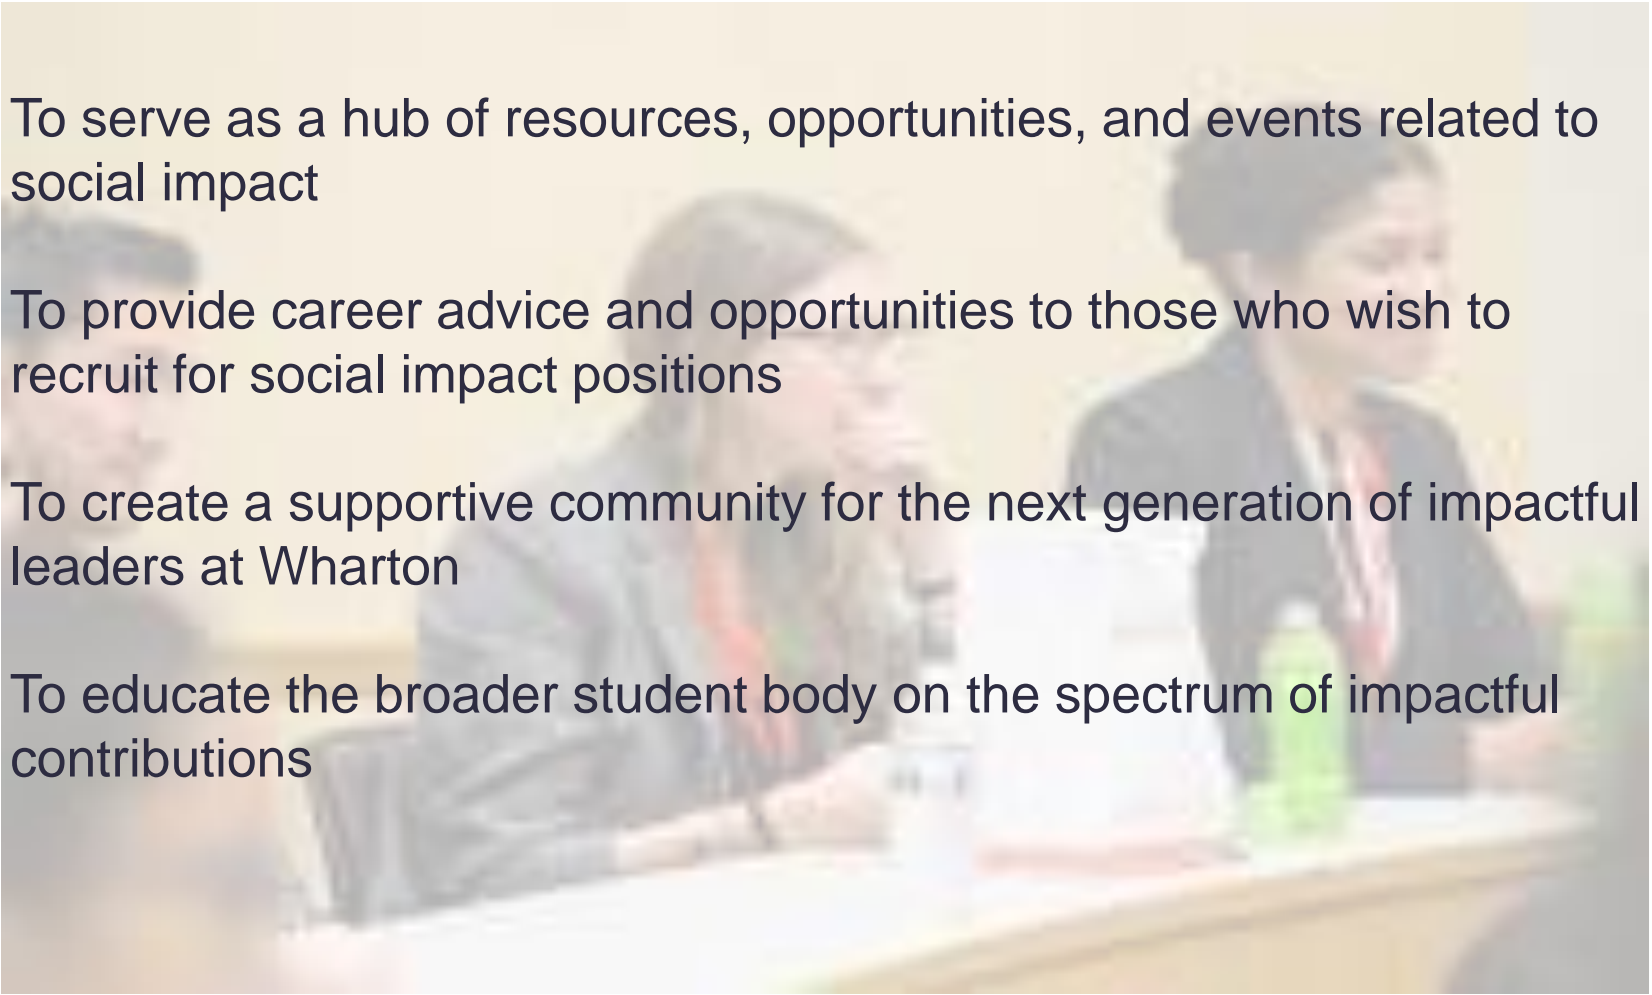 To serve as a hub of resources, opportunities, and events related to
social impact
To provide career advice and opportunities to those who wish to
recruit for social impact positions
To create a supportive community for the next generation of impactful
leaders at Wharton
To educate the broader student body on the spectrum of impactful
contributions